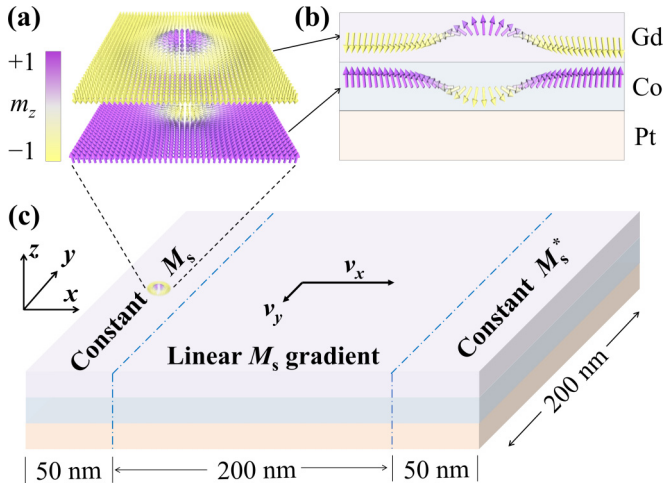 (a)
+1
m_z
−1
(b)
Gd
Co
Pt
(c)
z
y
x
Constant M_s
v_x
v_y
Linear M_s gradient
Constant M_s^*
200 nm
50 nm
200 nm
50 nm